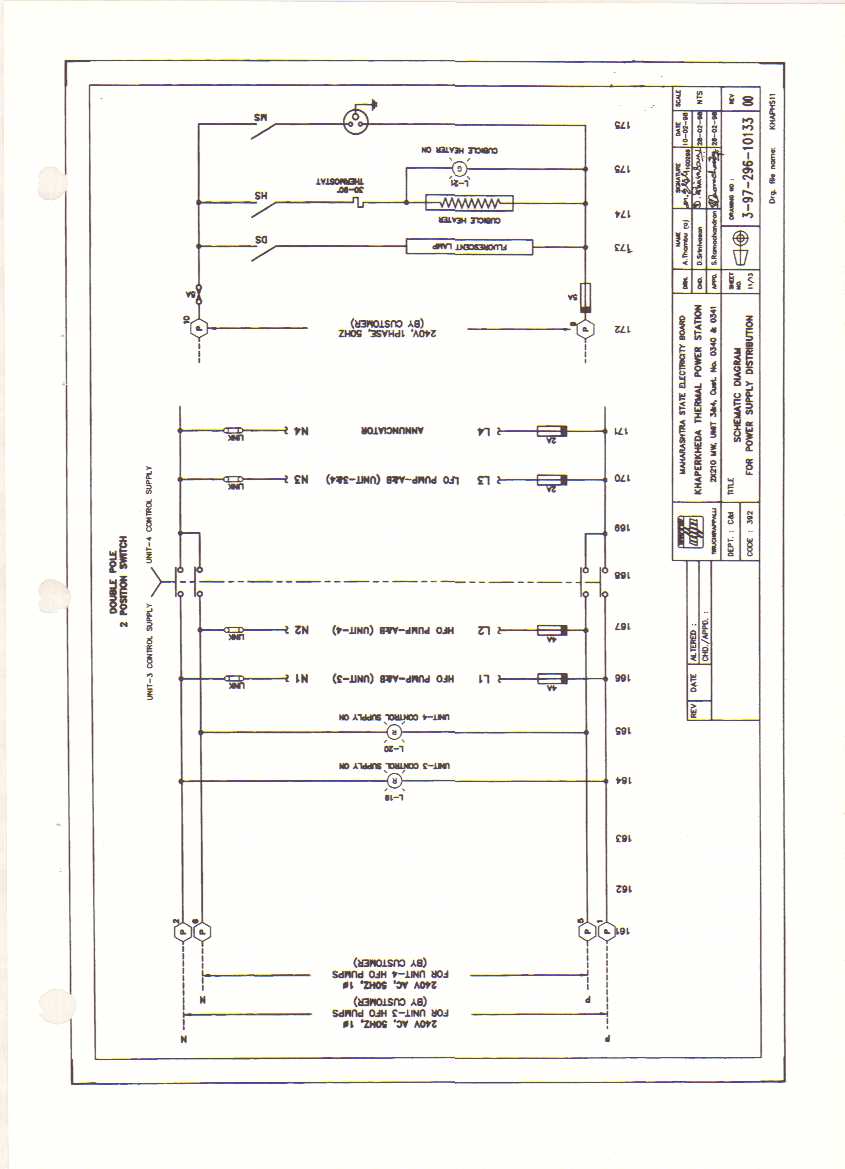 MS
CUBICLE HEATER ON
G
L-21
175
175
HS
30-90°
THERMOSTAT
CUBICLE HEATER
174
DS
FLUORESCENT LAMP
173
5A
5A
10
P
240V, 1PHASE, 50HZ
(BY CUSTOMER)
9
P
172
LINK
N4
ANNUNCIATOR
L4
2A
171
LINK
N3
LFO PUMP-A&B (UNIT-3&4)
L3
2A
170
169
168
DOUBLE POLE
2 POSITION SWITCH
UNIT-3 CONTROL SUPPLY
UNIT-4 CONTROL SUPPLY
LINK
N2
HFO PUMP-A&B (UNIT-4)
L2
4A
167
LINK
N1
HFO PUMP-A&B (UNIT-3)
L1
4A
166
UNIT-4 CONTROL SUPPLY ON
R
L-20
165
UNIT-3 CONTROL SUPPLY ON
R
L-19
164
163
162
161
2
P
6
P
5
P
1
P
240V AC, 50HZ, 1Ø
FOR UNIT-4 HFO PUMPS
(BY CUSTOMER)
N
P
240V AC, 50HZ, 1Ø
FOR UNIT-3 HFO PUMPS
(BY CUSTOMER)
N
P
REV
DATE
ALTERED :
CHD./APPD. :
TIRUCHIRAPPALLI
DEPT. : C&I
CODE : 392
MAHARASHTRA STATE ELECTRICITY BOARD
KHAPERKHEDA THERMAL POWER STATION
2X210 MW, UNIT 3&4, Cust. No. 0340 & 0341
TITLE
SCHEMATIC DIAGRAM
FOR POWER SUPPLY DISTRIBUTION
NAME
SIGNATURE
DATE
SCALE
DRN.
A.Thambu (S)
10-02-98
NTS
CHD.
D.Srinivasan
28-02-98
APPD.
S.Ramachandran
28-02-98
SHEET NO.
11/13
DRAWING NO :
3-97-296-10133
REV
00
Drg. file name: KHAPHS11